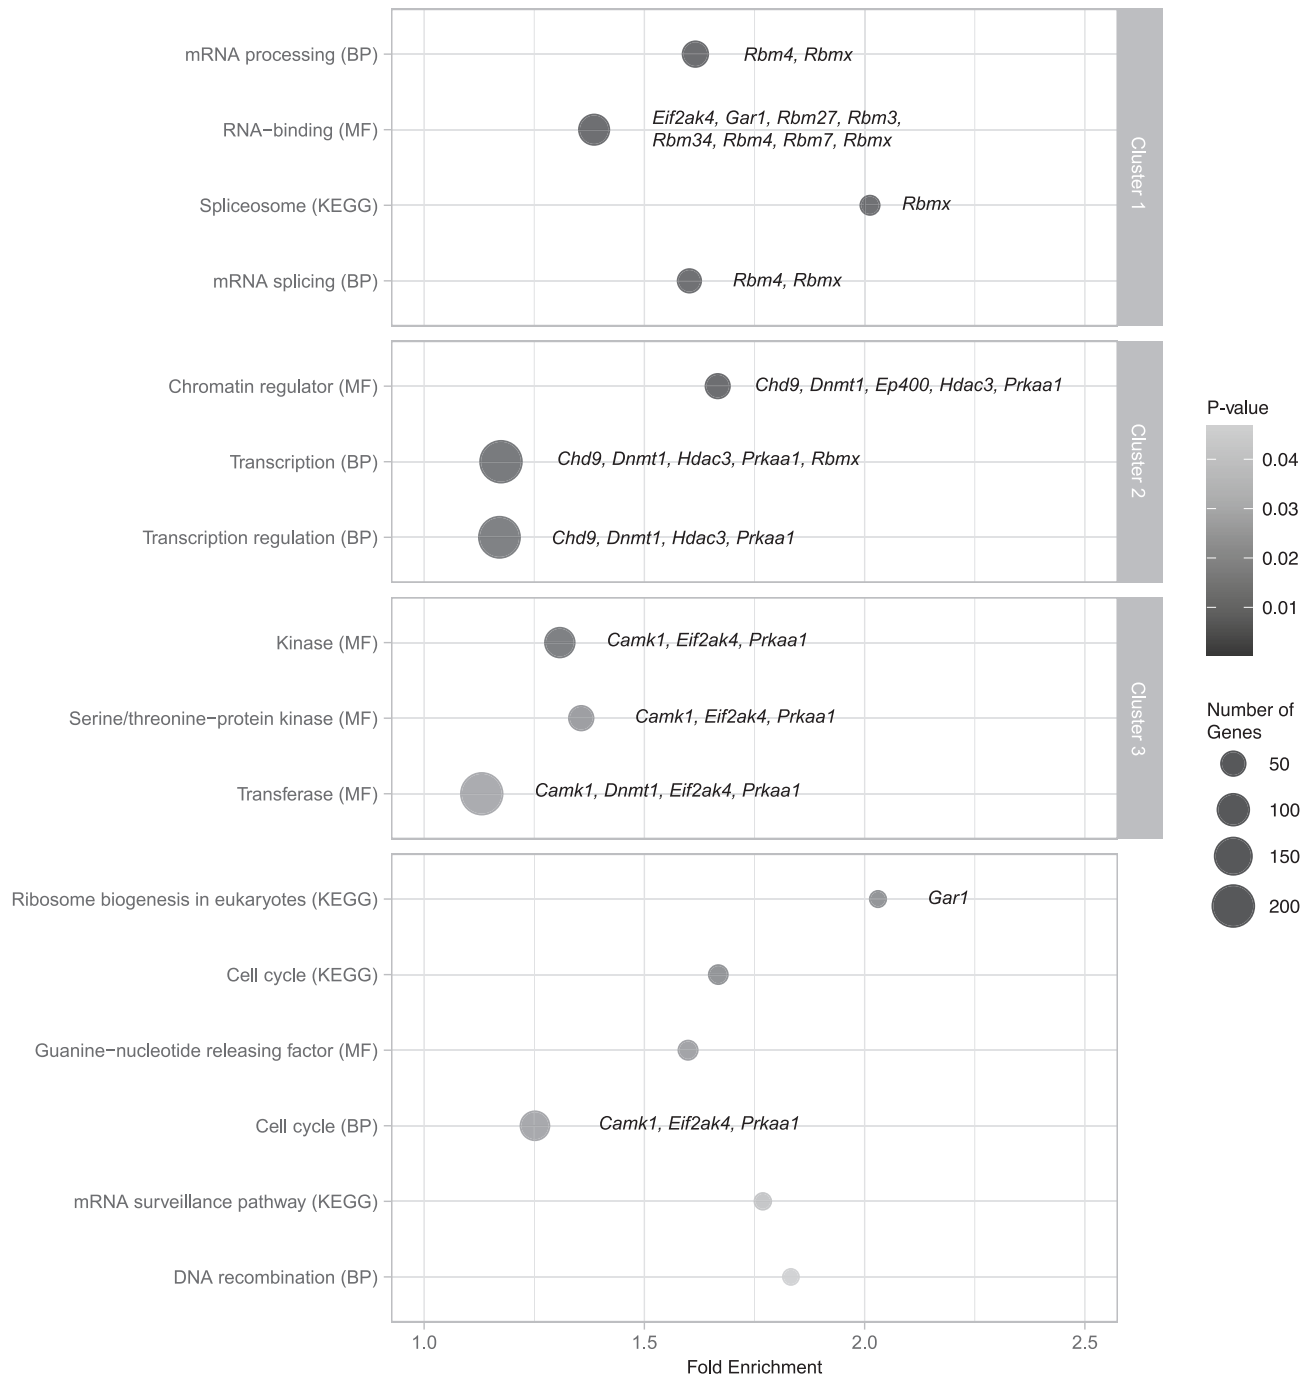 mRNA processing (BP)
Rbm4, Rbmx
RNA−binding (MF)
Eif2ak4, Gar1, Rbm27, Rbm3,
Rbm34, Rbm4, Rbm7, Rbmx
Spliceosome (KEGG)
Rbmx
mRNA splicing (BP)
Rbm4, Rbmx
Cluster 1
Chromatin regulator (MF)
Chd9, Dnmt1, Ep400, Hdac3, Prkaa1
Transcription (BP)
Chd9, Dnmt1, Hdac3, Prkaa1, Rbmx
Transcription regulation (BP)
Chd9, Dnmt1, Hdac3, Prkaa1
Cluster 2
Kinase (MF)
Camk1, Eif2ak4, Prkaa1
Serine/threonine−protein kinase (MF)
Camk1, Eif2ak4, Prkaa1
Transferase (MF)
Camk1, Dnmt1, Eif2ak4, Prkaa1
Cluster 3
Ribosome biogenesis in eukaryotes (KEGG)
Gar1
Cell cycle (KEGG)
Guanine−nucleotide releasing factor (MF)
Cell cycle (BP)
Camk1, Eif2ak4, Prkaa1
mRNA surveillance pathway (KEGG)
DNA recombination (BP)
1.0
1.5
2.0
2.5
Fold Enrichment
P-value
0.04
0.03
0.02
0.01
Number of
Genes
50
100
150
200